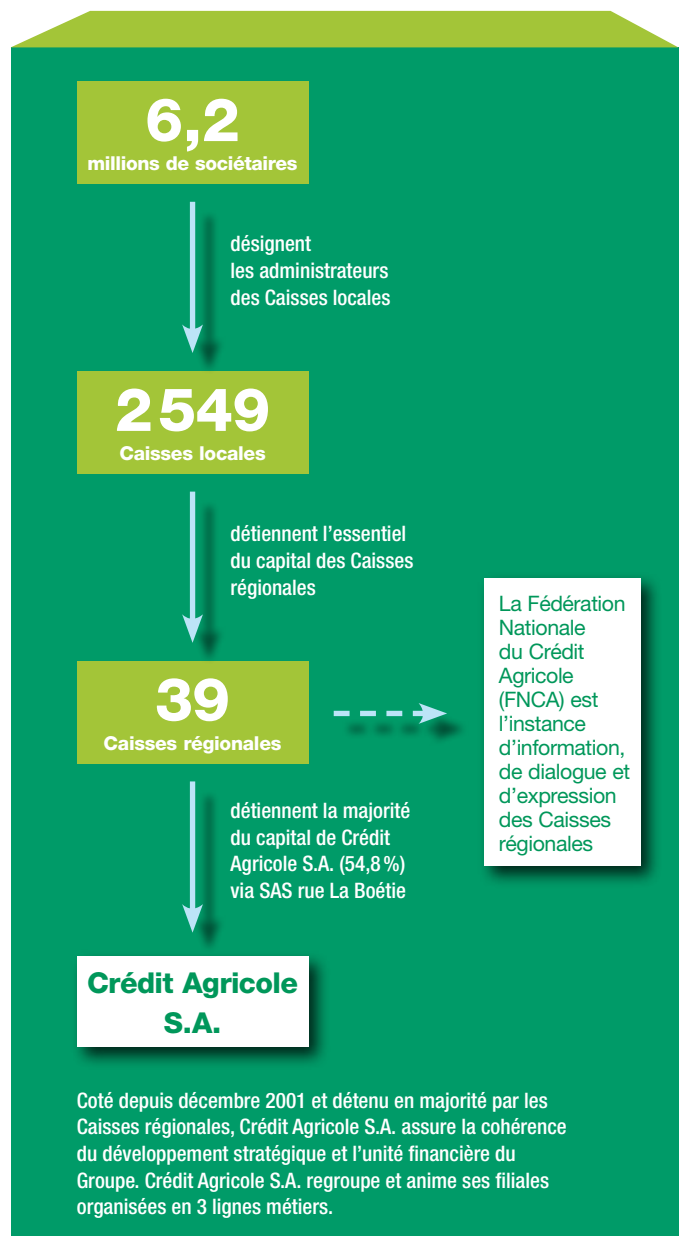 6,2
millions de sociétaires
désignent
les administrateurs
des Caisses locales
2 549
Caisses locales
détiennent l’essentiel
du capital des Caisses
régionales
39
Caisses régionales
La Fédération
Nationale
du Crédit
Agricole
(FNCA) est
l’instance
d’information,
de dialogue et
d’expression
des Caisses
régionales
détiennent la majorité
du capital de Crédit
Agricole S.A. (54,8 %)
via SAS rue La Boétie
Crédit Agricole
S.A.
Coté depuis décembre 2001 et détenu en majorité par les
Caisses régionales, Crédit Agricole S.A. assure la cohérence
du développement stratégique et l’unité financière du
Groupe. Crédit Agricole S.A. regroupe et anime ses filiales
organisées en 3 lignes métiers.